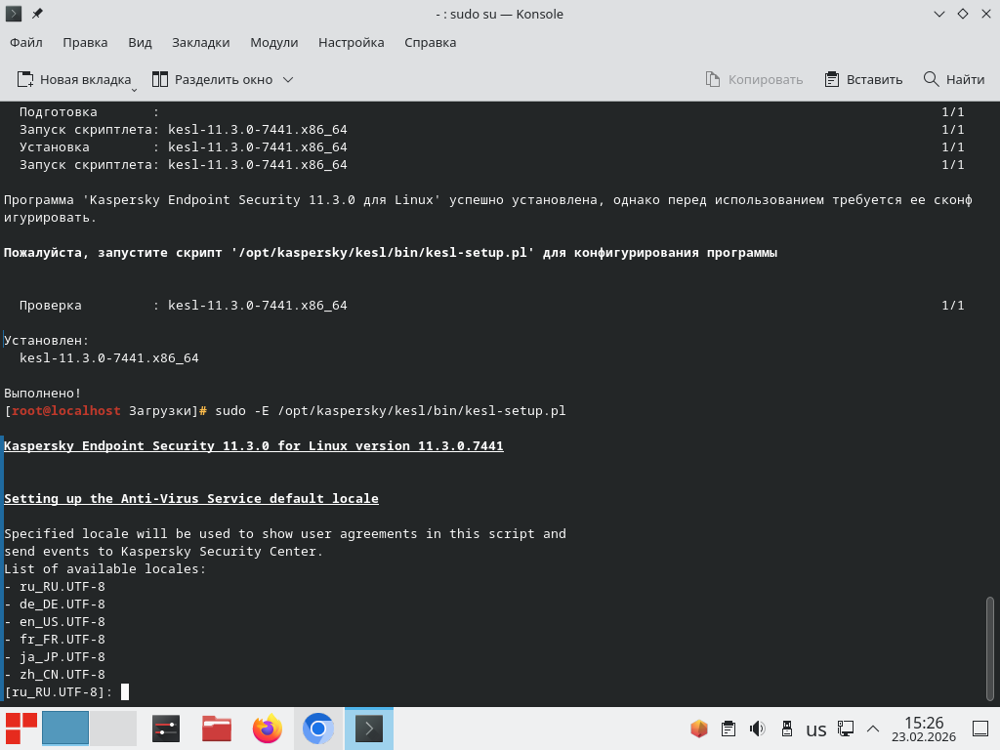 - : sudo su — Konsole
Файл Правка Вид Закладки Модули Настройка Справка
Новая вкладка Разделить окно Копировать Вставить Найти
Подготовка : 1/1
Запуск скриптлета: kesl-11.3.0-7441.x86_64 1/1
Установка : kesl-11.3.0-7441.x86_64 1/1
Запуск скриптлета: kesl-11.3.0-7441.x86_64 1/1
Программа 'Kaspersky Endpoint Security 11.3.0 для Linux' успешно установлена, однако перед использованием требуется ее сконф
игурировать.
Пожалуйста, запустите скрипт '/opt/kaspersky/kesl/bin/kesl-setup.pl' для конфигурирования программы
Проверка : kesl-11.3.0-7441.x86_64 1/1
Установлен:
kesl-11.3.0-7441.x86_64
Выполнено!
[root@localhost Загрузки]# sudo -E /opt/kaspersky/kesl/bin/kesl-setup.pl
Kaspersky Endpoint Security 11.3.0 for Linux version 11.3.0.7441
Setting up the Anti-Virus Service default locale
Specified locale will be used to show user agreements in this script and
send events to Kaspersky Security Center.
List of available locales:
- ru_RU.UTF-8
- de_DE.UTF-8
- en_US.UTF-8
- fr_FR.UTF-8
- ja_JP.UTF-8
- zh_CN.UTF-8
[ru_RU.UTF-8]:
us 15:26
23.02.2026